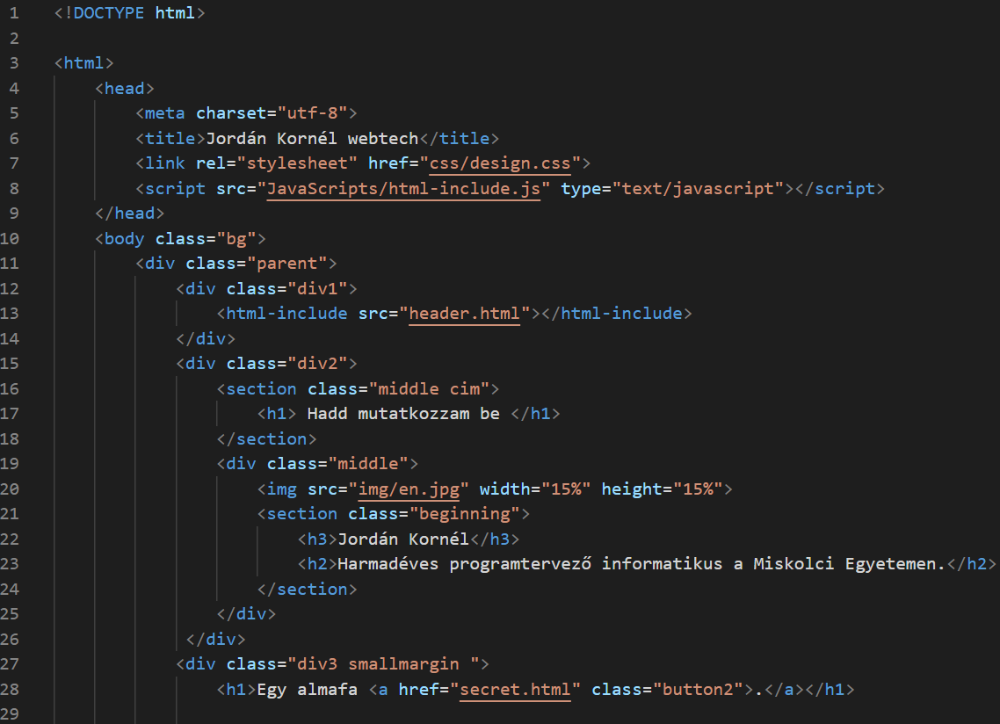 1 <!DOCTYPE html>
2
3 <html>
4 <head>
5 <meta charset="utf-8">
6 <title>Jordán Kornél webtech</title>
7 <link rel="stylesheet" href="css/design.css">
8 <script src="JavaScripts/html-include.js" type="text/javascript"></script>
9 </head>
10 <body class="bg">
11 <div class="parent">
12 <div class="div1">
13 <html-include src="header.html"></html-include>
14 </div>
15 <div class="div2">
16 <section class="middle cim">
17 <h1> Hadd mutatkozzam be </h1>
18 </section>
19 <div class="middle">
20 <img src="img/en.jpg" width="15%" height="15%">
21 <section class="beginning">
22 <h3>Jordán Kornél</h3>
23 <h2>Harmadéves programtervező informatikus a Miskolci Egyetemen.</h2>
24 </section>
25 </div>
26 </div>
27 <div class="div3 smallmargin ">
28 <h1>Egy almafa <a href="secret.html" class="button2">.</a></h1>
29